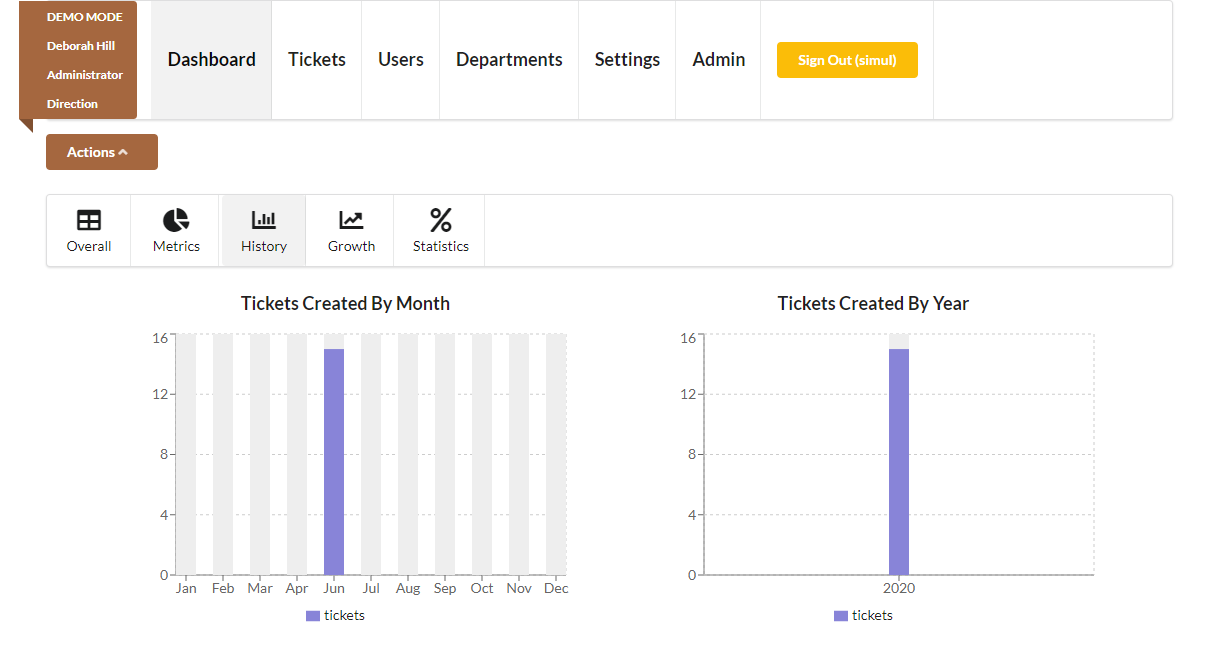 DEMO MODE
Deborah Hill
Administrator
Direction
Dashboard Tickets Users Departments Settings Admin Sign Out (simul)
Actions
Overall Metrics History Growth Statistics
Tickets Created By Month
16
12
8
4
0
Jan Feb Mar Apr Jun Jul Aug Sep Oct Nov Dec
tickets
Tickets Created By Year
16
12
8
4
0
2020
tickets